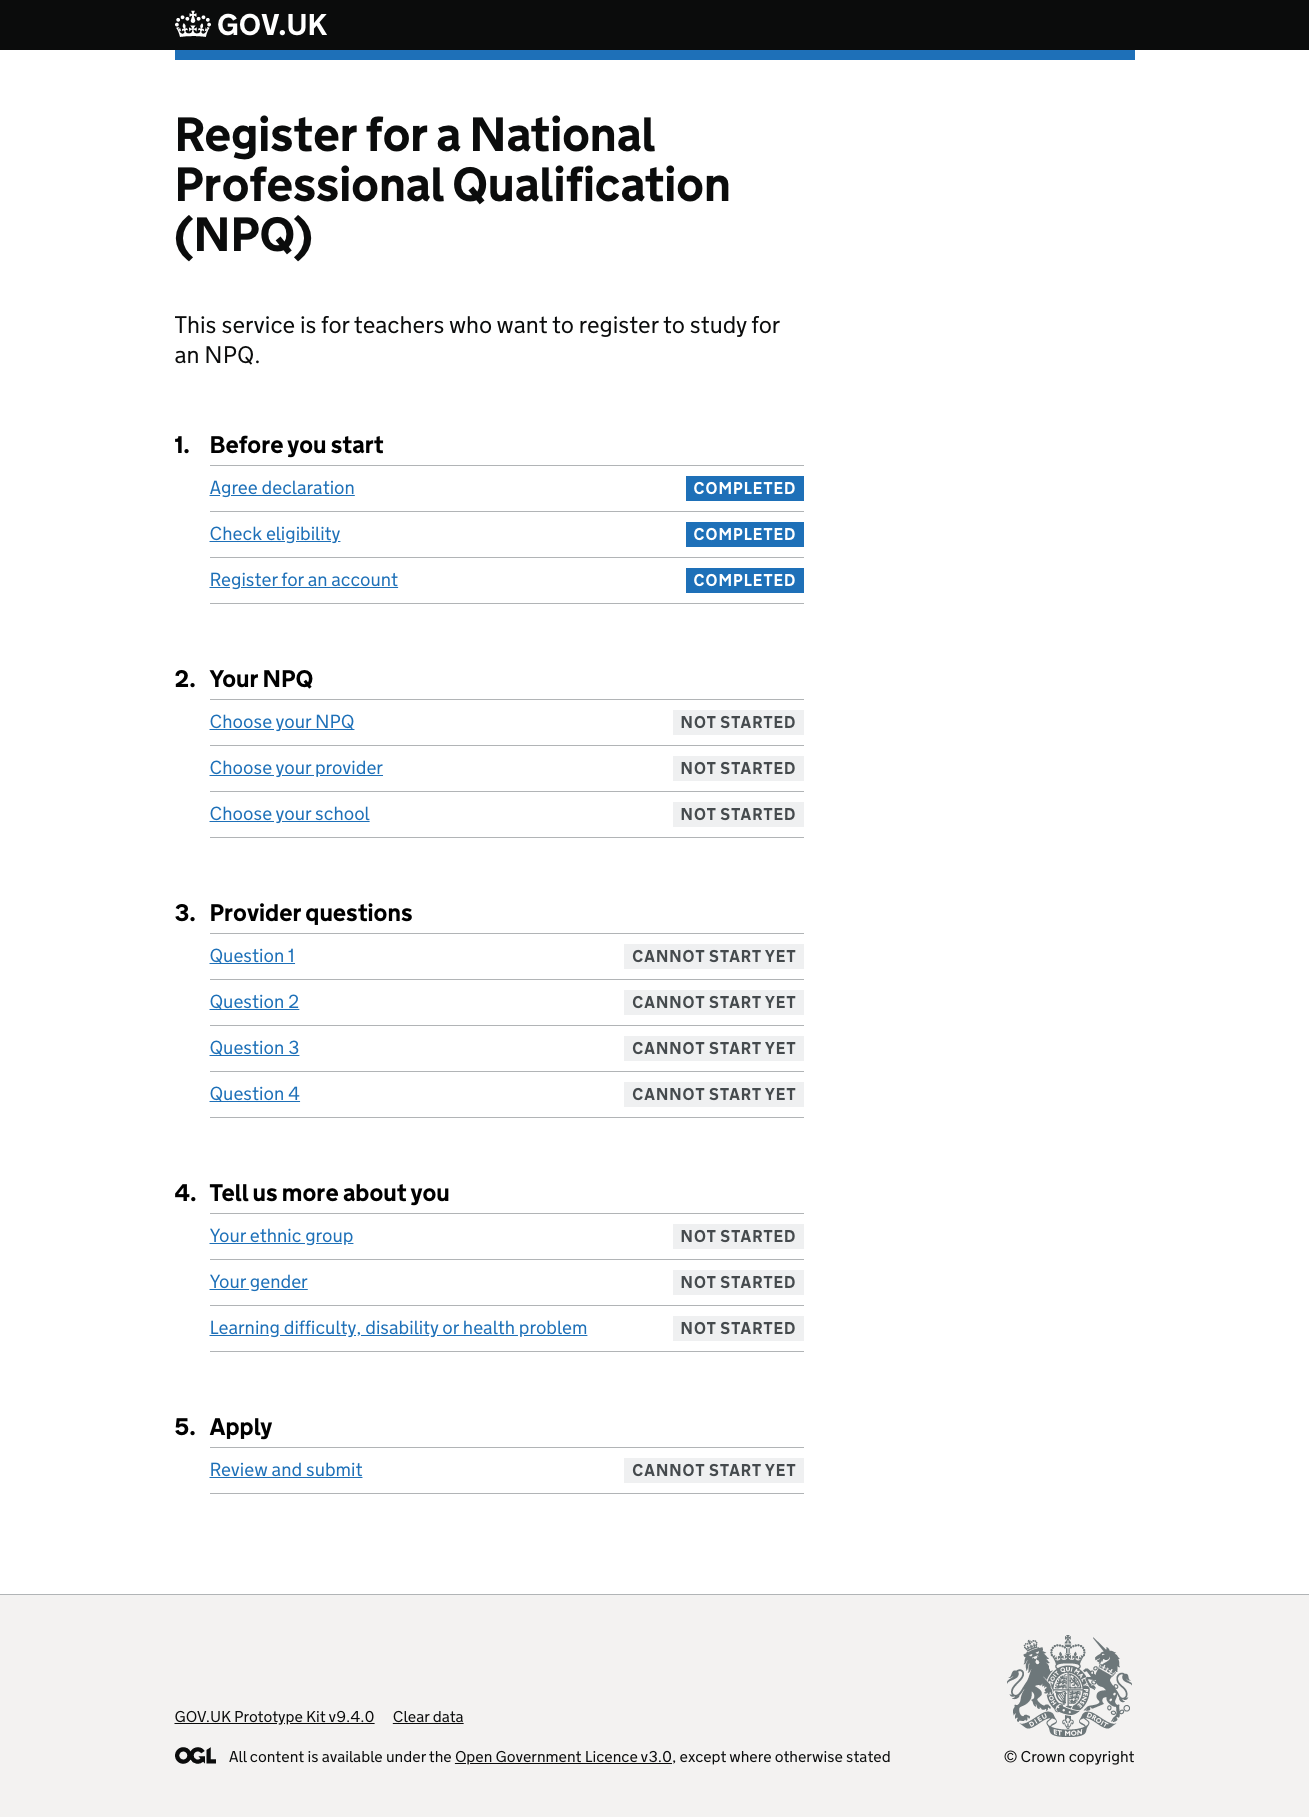 GOV.UK
Register for a National
Professional Qualification
(NPQ)
This service is for teachers who want to register to study for
an NPQ.
1. Before you start
Agree declaration COMPLETED
Check eligibility COMPLETED
Register for an account COMPLETED
2. Your NPQ
Choose your NPQ NOT STARTED
Choose your provider NOT STARTED
Choose your school NOT STARTED
3. Provider questions
Question 1 CANNOT START YET
Question 2 CANNOT START YET
Question 3 CANNOT START YET
Question 4 CANNOT START YET
4. Tell us more about you
Your ethnic group NOT STARTED
Your gender NOT STARTED
Learning difficulty, disability or health problem NOT STARTED
5. Apply
Review and submit CANNOT START YET
GOV.UK Prototype Kit v9.4.0 Clear data
OGL All content is available under the Open Government Licence v3.0, except where otherwise stated
DIEU ET MON DROIT
© Crown copyright